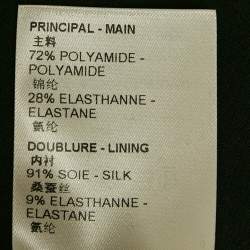 PRINCIPAL - MAIN
主料
72% POLYAMIDE -
POLYAMIDE
锦纶
28% ELASTHANNE -
ELASTANE
氨纶
DOUBLURE - LINING
内衬
91% SOIE - SILK
桑蚕丝
9% ELASTHANNE -
ELASTANE
氨纶